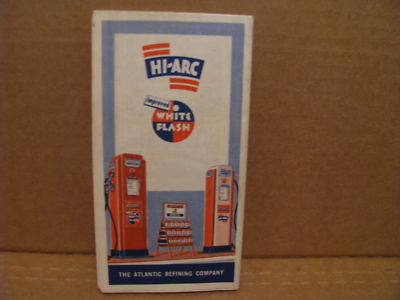 HI-ARC
improved
WHITE
FLASH
THE ATLANTIC REFINING COMPANY